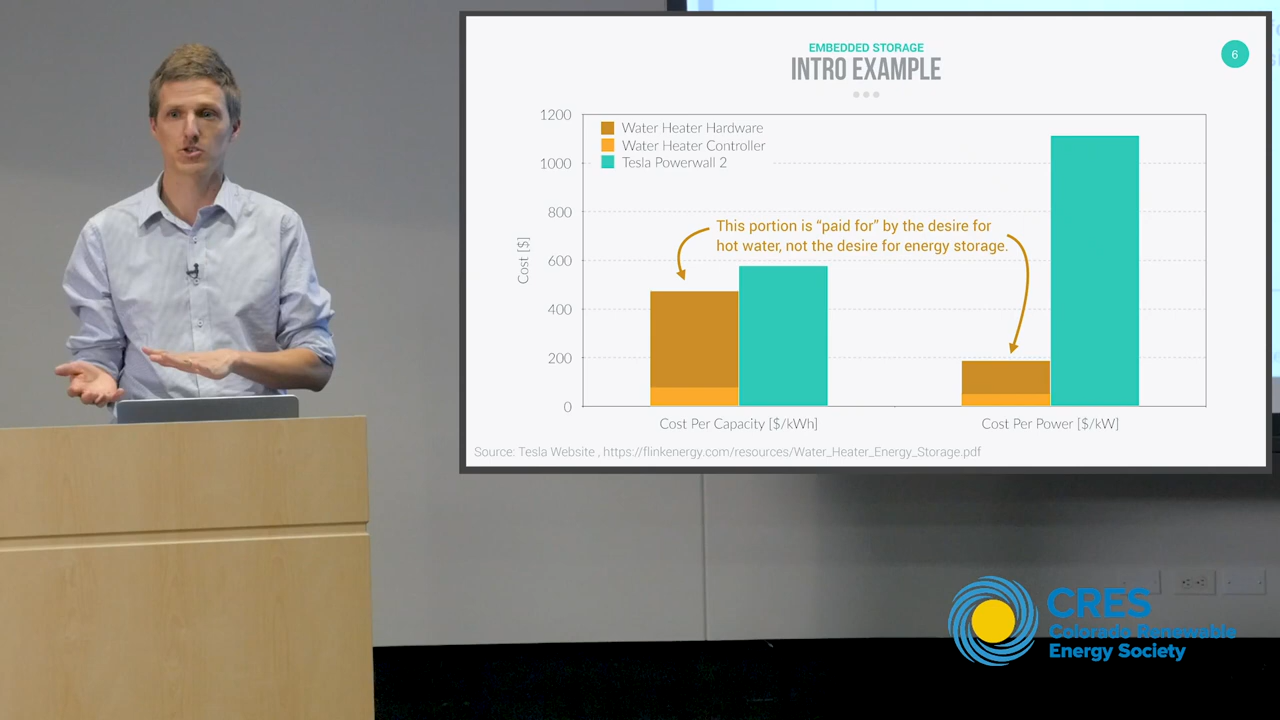 EMBEDDED STORAGE
INTRO EXAMPLE
6
1200
1000
800
600
400
200
0
Cost [$]
Water Heater Hardware
Water Heater Controller
Tesla Powerwall 2
This portion is “paid for” by the desire for
hot water, not the desire for energy storage.
Cost Per Capacity [$/kWh]
Cost Per Power [$/kW]
Source: Tesla Website , https://flinkenergy.com/resources/Water_Heater_Energy_Storage.pdf
CRES
Colorado Renewable
Energy Society